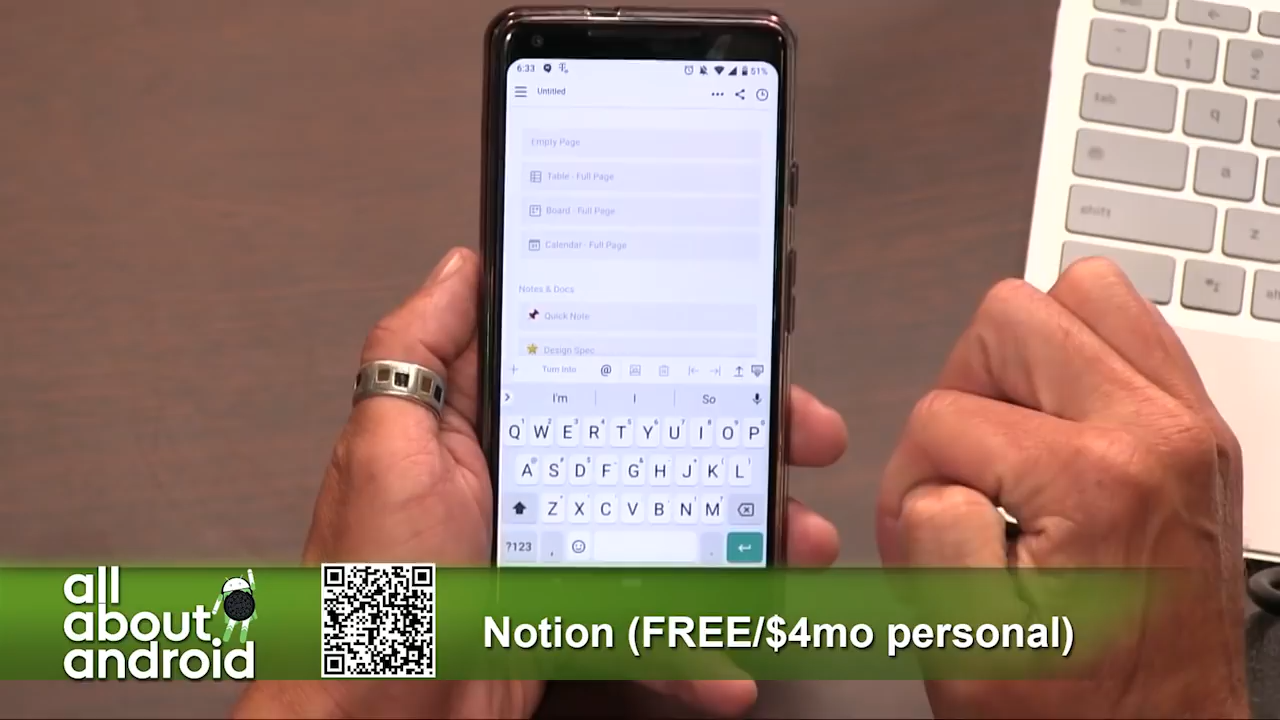 6:33
51%
Untitled
Empty Page
Table - Full Page
Board - Full Page
Calendar - Full Page
Notes & Docs
Quick Note
Design Spec
Turn Into
@
I'm
I
So
Q W E R T Y U I O P
A S D F G H J K L
Z X C V B N M
?123 , .
tab
q
a
shift
z
all
about
android
Notion (FREE/$4mo personal)